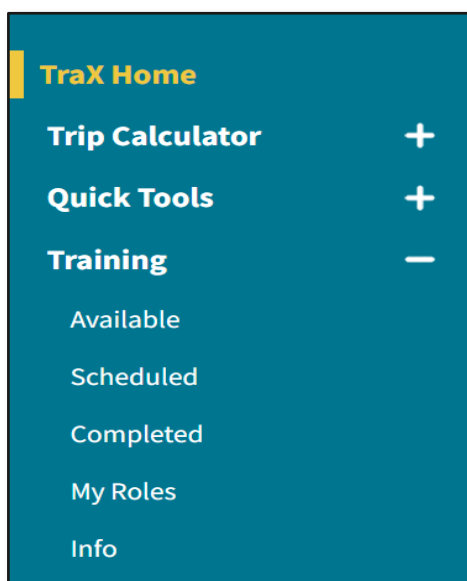 TraX Home
Trip Calculator
Quick Tools
Training
Available
Scheduled
Completed
My Roles
Info